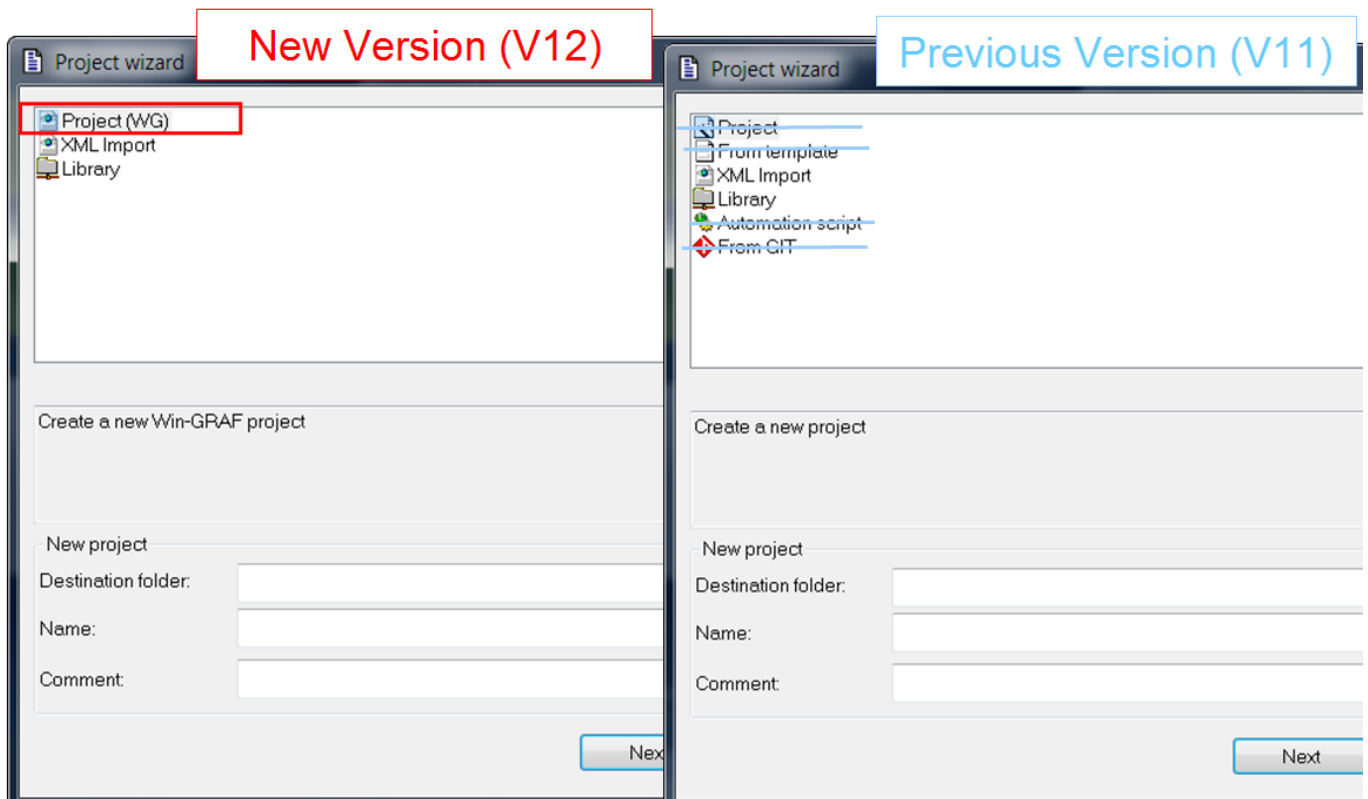 New Version (V12)
Project wizard
Project (WG)
XML Import
Library
Create a new Win-GRAF project
New project
Destination folder:
Name:
Comment:
Nex
Previous Version (V11)
Project wizard
Project
From template
XML Import
Library
Automation script
From GIT
Create a new project
New project
Destination folder:
Name:
Comment:
Next